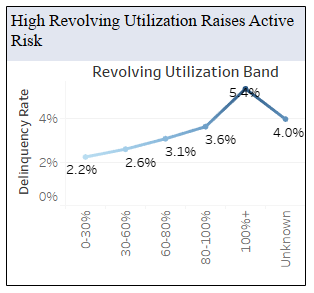 High Revolving Utilization Raises Active
Risk
Revolving Utilization Band
Delinquency Rate
4%
2%
0%
2.2%
2.6%
3.1%
3.6%
5.4%
4.0%
0-30%
30-60%
60-80%
80-100%
100%+
Unknown